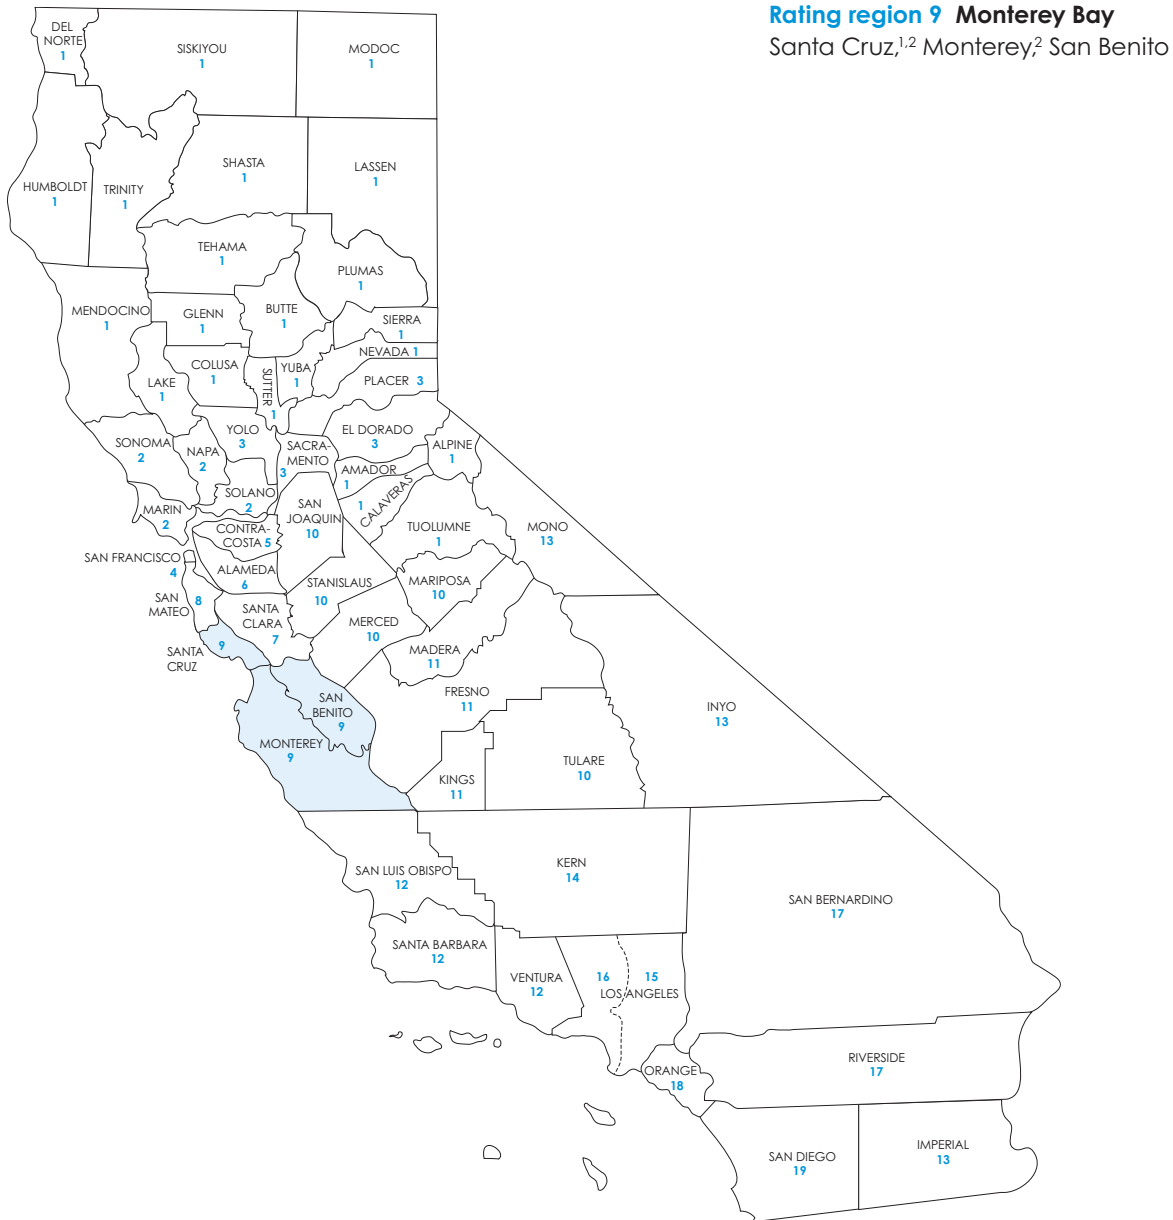 Rating region 9 Monterey Bay
Santa Cruz,1,2 Monterey,2 San Benito
DEL
NORTE
1
SISKIYOU
1
MODOC
1
HUMBOLDT
1
TRINITY
1
SHASTA
1
LASSEN
1
TEHAMA
1
PLUMAS
1
MENDOCINO
1
GLENN
1
BUTTE
1
SIERRA
1
NEVADA 1
COLUSA
1
SUTTER
1
YUBA
1
PLACER 3
LAKE
1
SONOMA
2
NAPA
2
YOLO
3
SACRA-
MENTO
3
EL DORADO
3
ALPINE
1
AMADOR
1
CALAVERAS
1
SOLANO
2
MARIN
2
SAN
JOAQUIN
10
CONTRA-
COSTA 5
TUOLUMNE
1
MONO
13
SAN FRANCISCO
4
ALAMEDA
6
STANISLAUS
10
MARIPOSA
10
SAN
MATEO
8
SANTA
CLARA
7
MERCED
10
MADERA
11
SANTA
CRUZ
9
SAN
BENITO
9
FRESNO
11
INYO
13
MONTEREY
9
KINGS
11
TULARE
10
SAN LUIS OBISPO
12
KERN
14
SAN BERNARDINO
17
SANTA BARBARA
12
VENTURA
12
16
15
LOS ANGELES
ORANGE
18
RIVERSIDE
17
SAN DIEGO
19
IMPERIAL
13